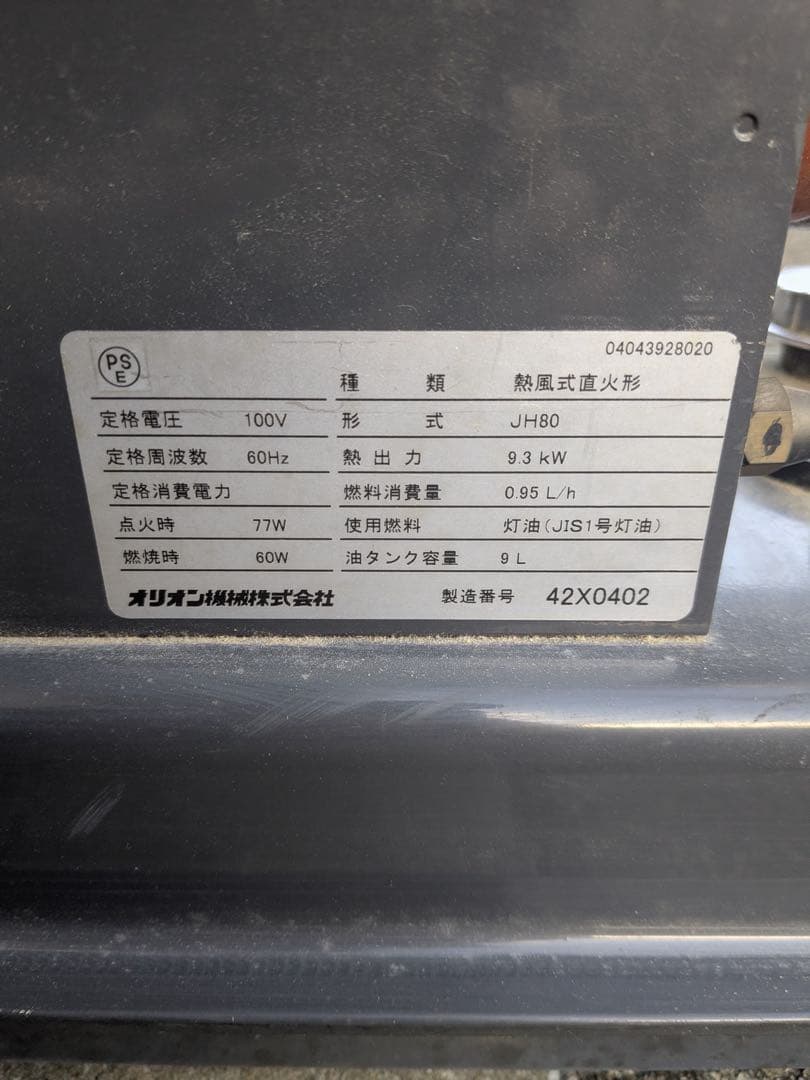 04043928020
PS
E
種類 熱風式直火形
定格電圧 100V 形式 JH80
定格周波数 60Hz 熱出力 9.3 kW
定格消費電力 燃料消費量 0.95 L/h
点火時 77W 使用燃料 灯油(JIS1号灯油)
燃焼時 60W 油タンク容量 9 L
オリオン機械株式会社 製造番号 42X0402